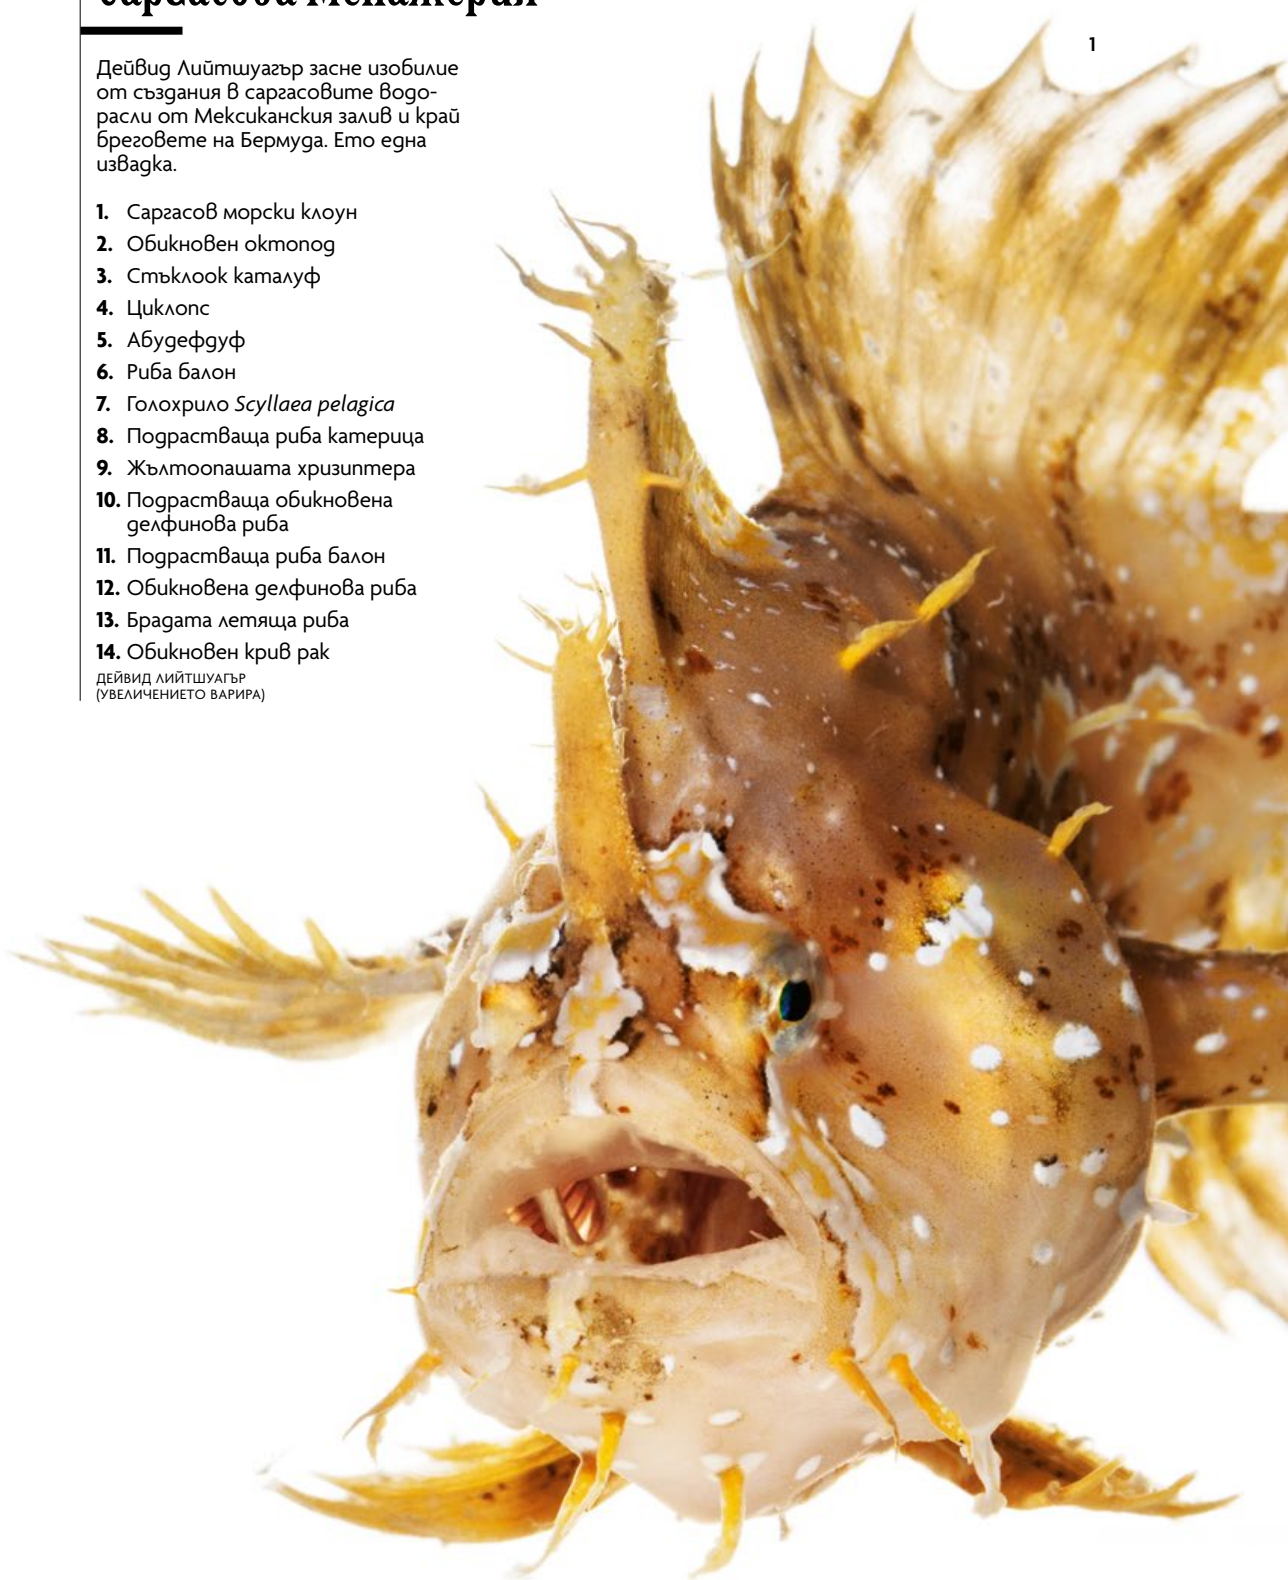 Саргасова менажерия
1
Дейвид Лийтшуагър засне изобилие
от създания в саргасовите водо-
расли от Мексиканския залив и край
бреговете на Бермуда. Ето една
извадка.
1. Саргасов морски клоун
2. Обикновен октопод
3. Стъклоок каталуф
4. Циклопс
5. Абудефдуф
6. Риба балон
7. Голохрило Scyllaea pelagica
8. Подрастваща риба катерица
9. Жълтоопашата хризиптера
10. Подрастваща обикновена
делфинова риба
11. Подрастваща риба балон
12. Обикновена делфинова риба
13. Брадата летяща риба
14. Обикновен крив рак
ДЕЙВИД ЛИЙТШУАГЪР
(УВЕЛИЧЕНИЕТО ВАРИРА)